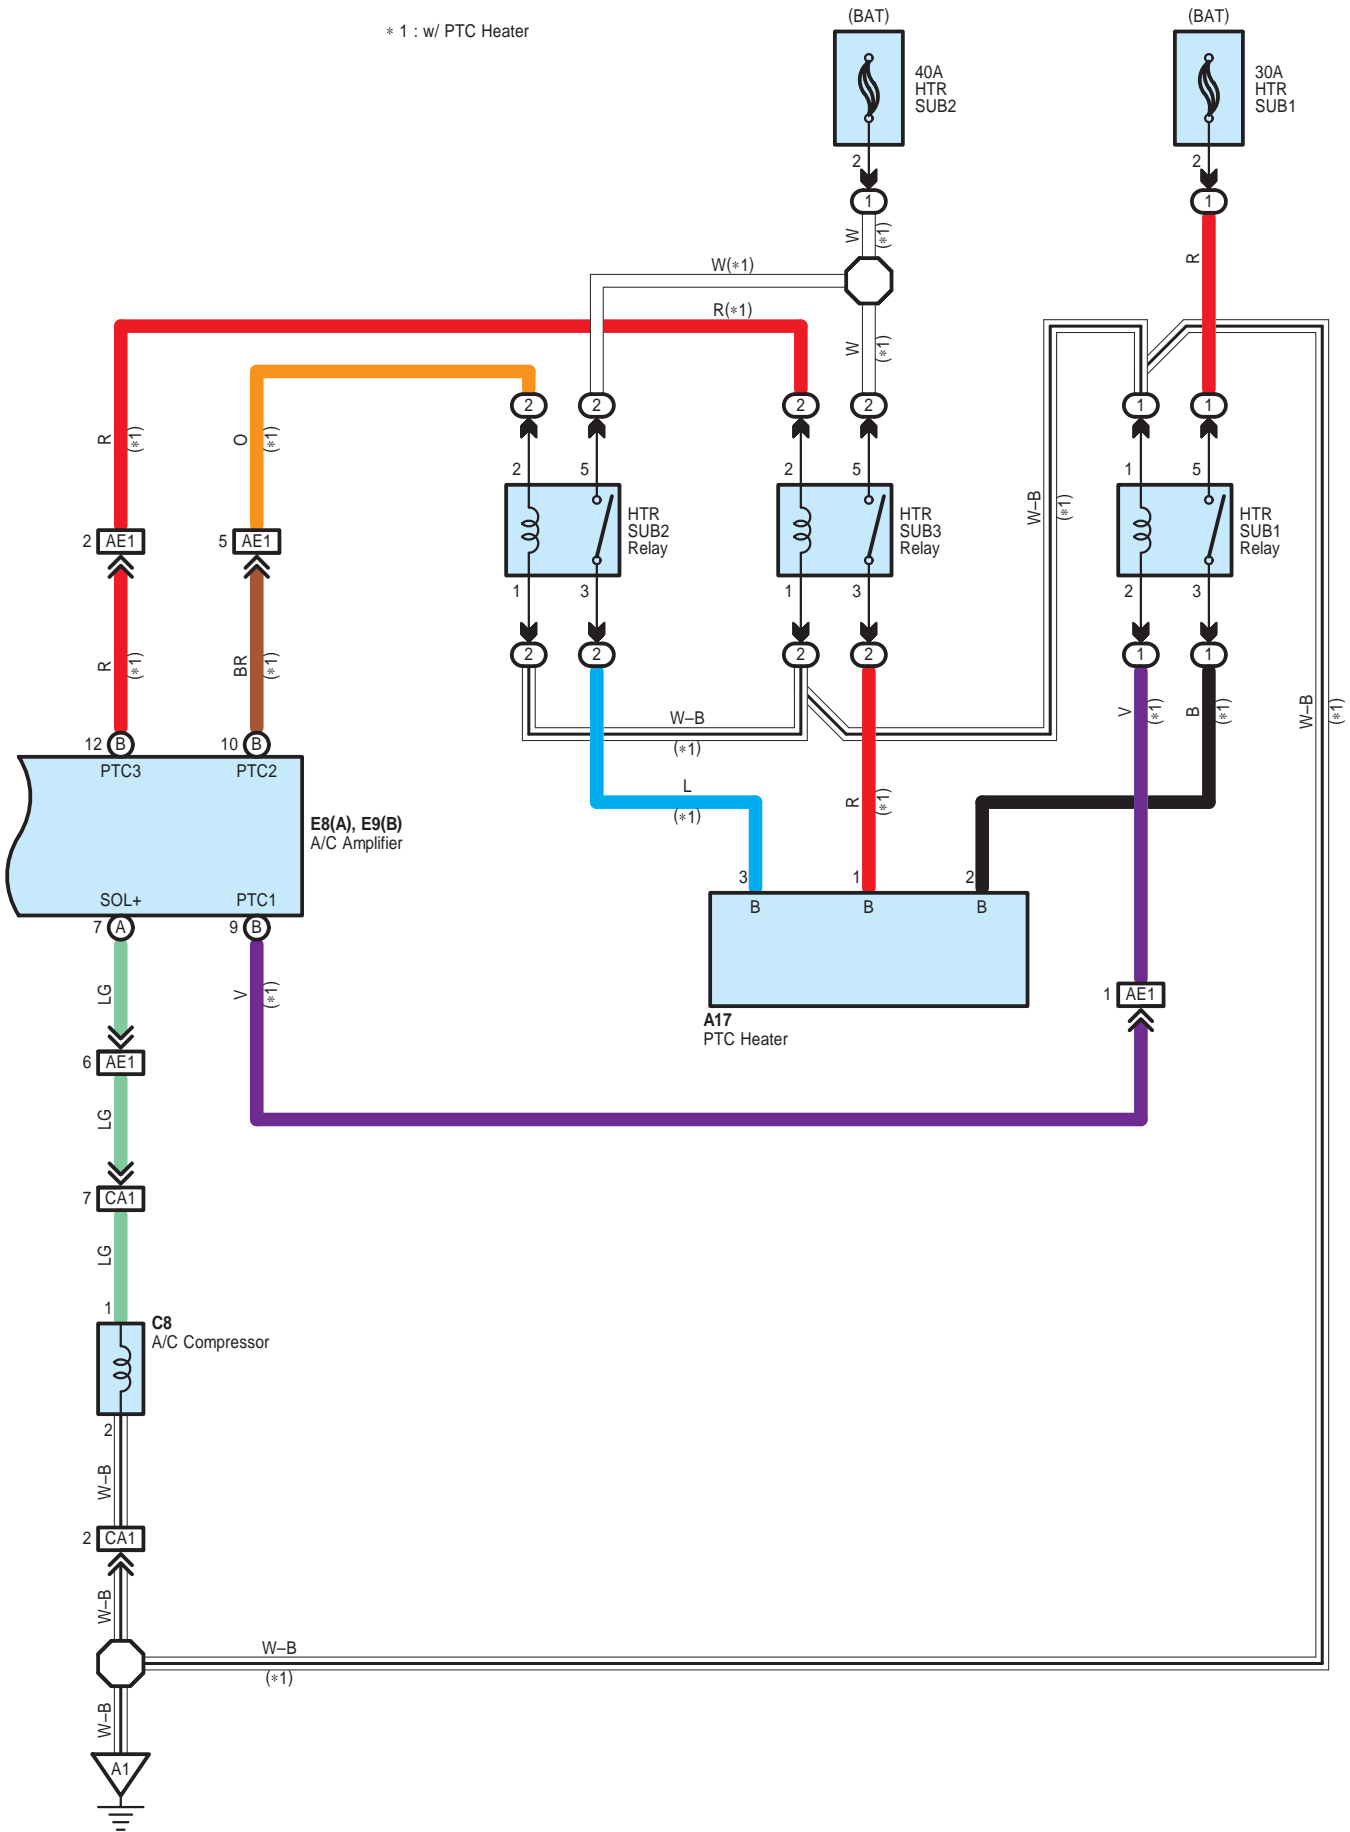 (BAT)
(BAT)
* 1 : w/ PTC Heater
40A
HTR
SUB2
30A
HTR
SUB1
2
2
1
1
W
(*1)
R
W(*1)
R(*1)
W
(*1)
2
2
2
2
1
1
R
(*1)
O
(*1)
2
5
2
5
1
5
W–B
(*1)
HTR
SUB2
Relay
HTR
SUB3
Relay
HTR
SUB1
Relay
2
AE1
5
AE1
1
3
1
3
2
3
2
2
2
2
1
1
R
(*1)
BR
(*1)
W–B
(*1)
V
(*1)
B
(*1)
W–B
(*1)
12
B
10
B
PTC3
PTC2
L
(*1)
R
(*1)
E8(A), E9(B)
A/C Amplifier
3
1
2
SOL+
PTC1
B
B
B
7
A
9
B
LG
V
(*1)
1
AE1
A17
PTC Heater
6
AE1
LG
7
CA1
LG
1
C8
A/C Compressor
2
W–B
2
CA1
W–B
W–B
(*1)
W–B
A1